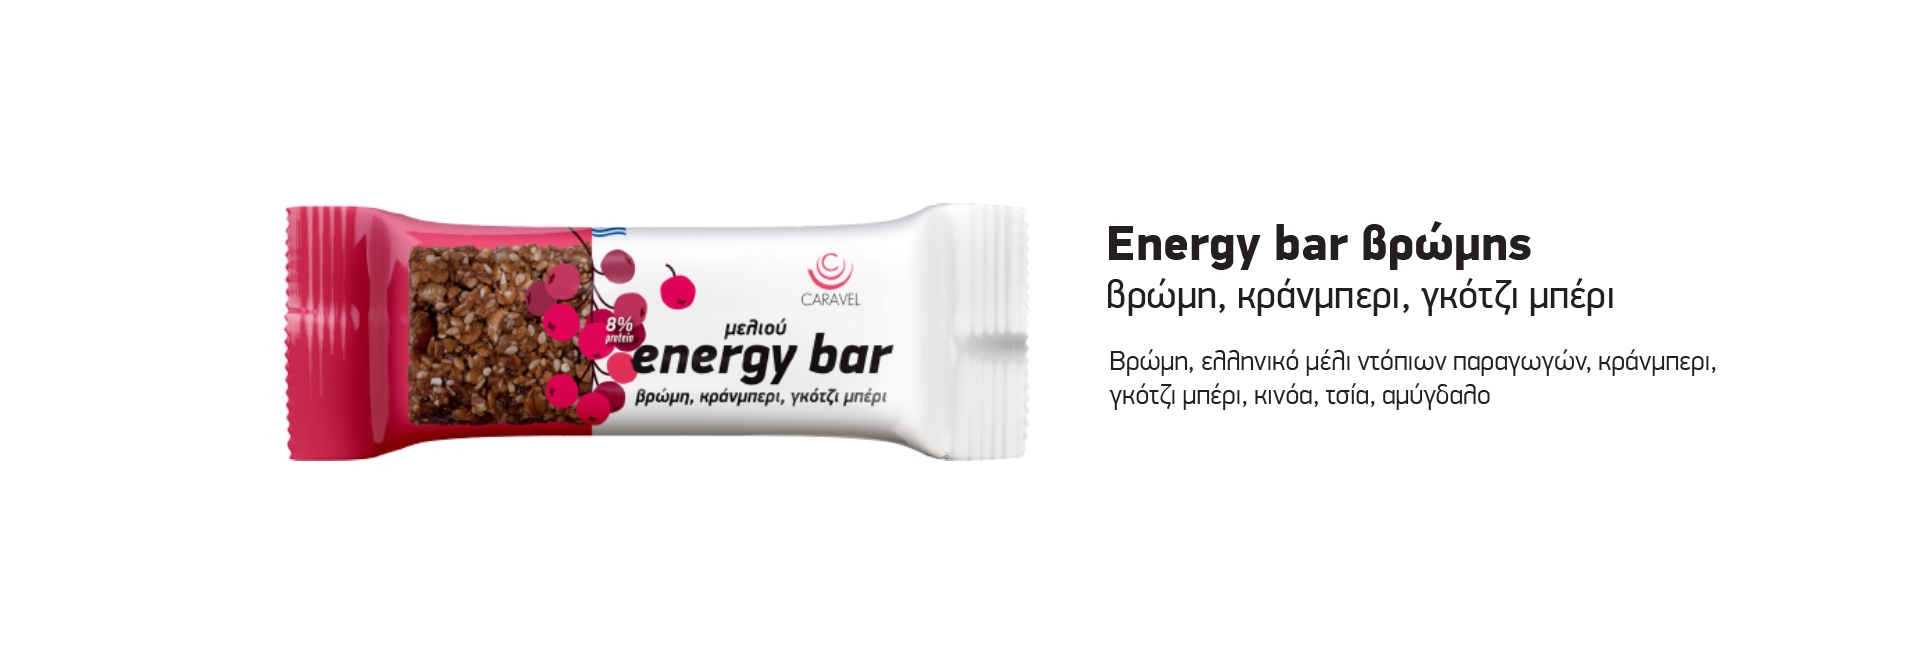 C
CARAVEL
8%
protein
μελιού
energy bar
βρώμη, κράνμπερι, γκότζι μπέρι
Energy bar βρώμης
βρώμη, κράνμπερι, γκότζι μπέρι
Βρώμη, ελληνικό μέλι ντόπιων παραγωγών, κράνμπερι,
γκότζι μπέρι, κινόα, τσία, αμύγδαλο